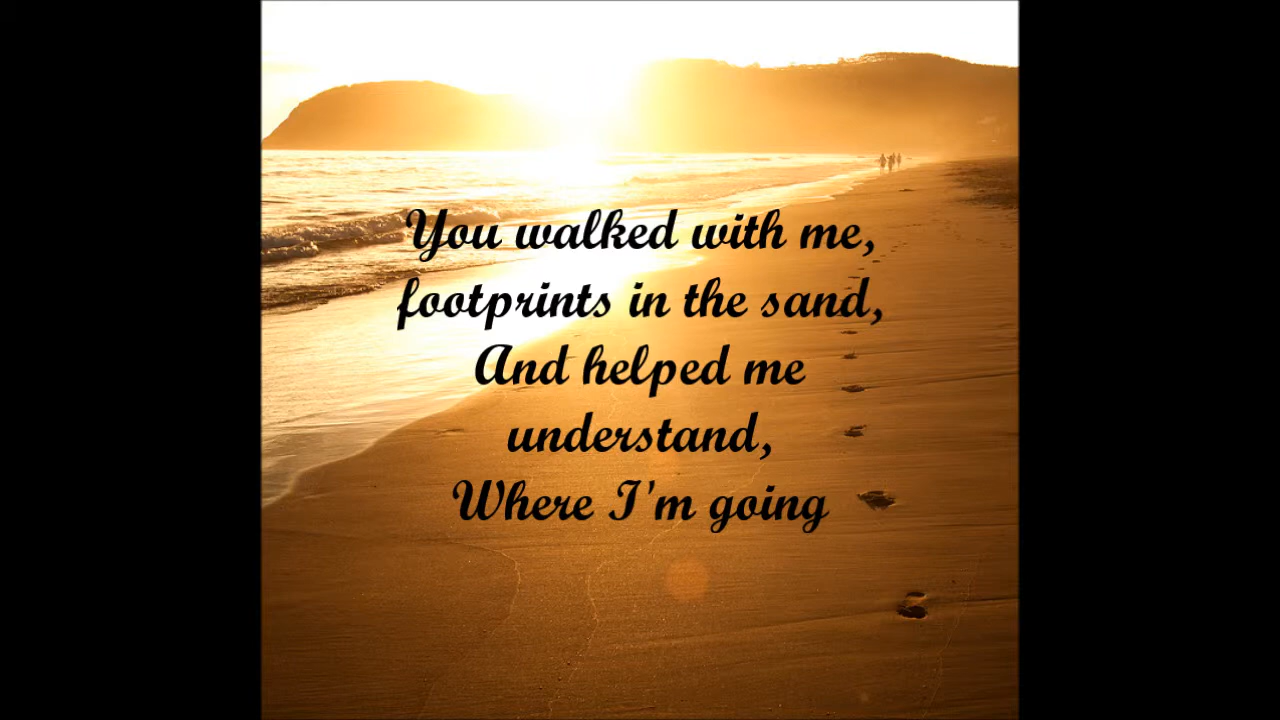 You walked with me,
footprints in the sand,
And helped me
understand,
Where I'm going